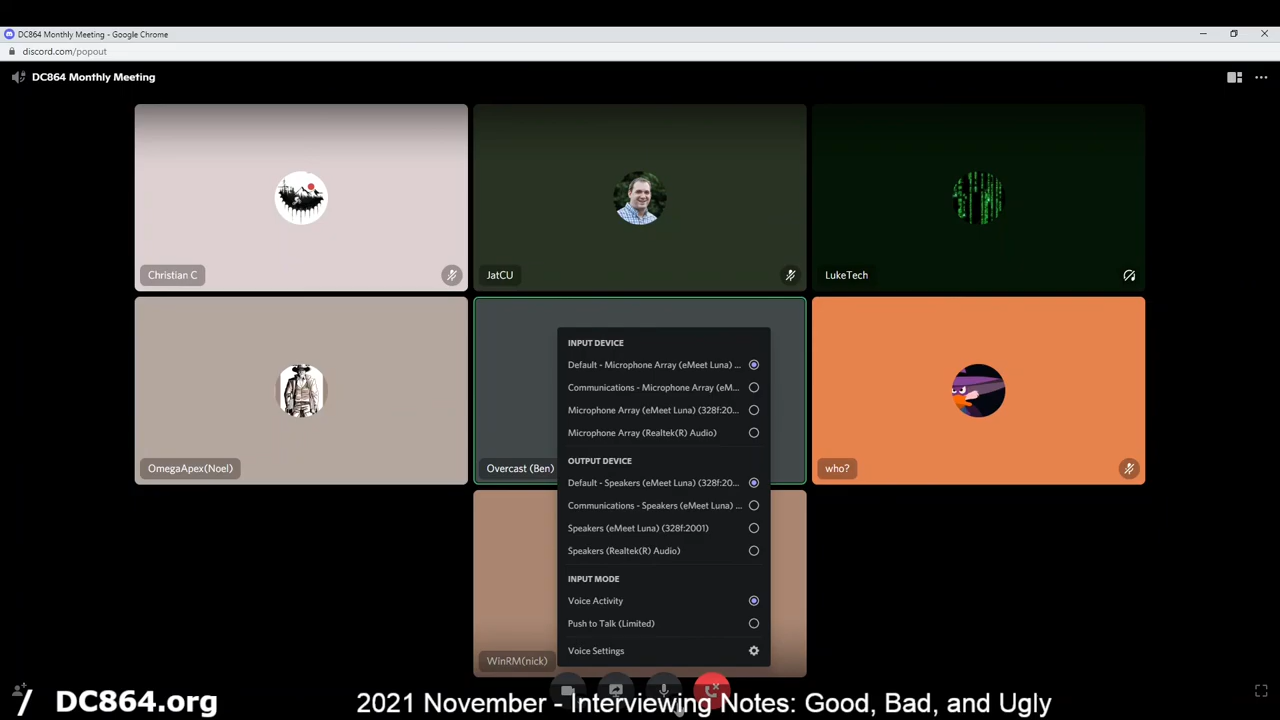 DC864 Monthly Meeting - Google Chrome
discord.com/popout
DC864 Monthly Meeting
Christian C
JatCU
LukeTech
OmegaApex(Noel)
Overcast (Ben)
who?
INPUT DEVICE
Default - Microphone Array (eMeet Luna) ...
Communications - Microphone Array (eM...
Microphone Array (eMeet Luna) (328f:20...
Microphone Array (Realtek(R) Audio)
OUTPUT DEVICE
Default - Speakers (eMeet Luna) (328f:20...
Communications - Speakers (eMeet Luna) ...
Speakers (eMeet Luna) (328f:2001)
Speakers (Realtek(R) Audio)
INPUT MODE
Voice Activity
Push to Talk (Limited)
Voice Settings
WinRM(nick)
/ DC864.org
2021 November - Interviewing Notes: Good, Bad, and Ugly